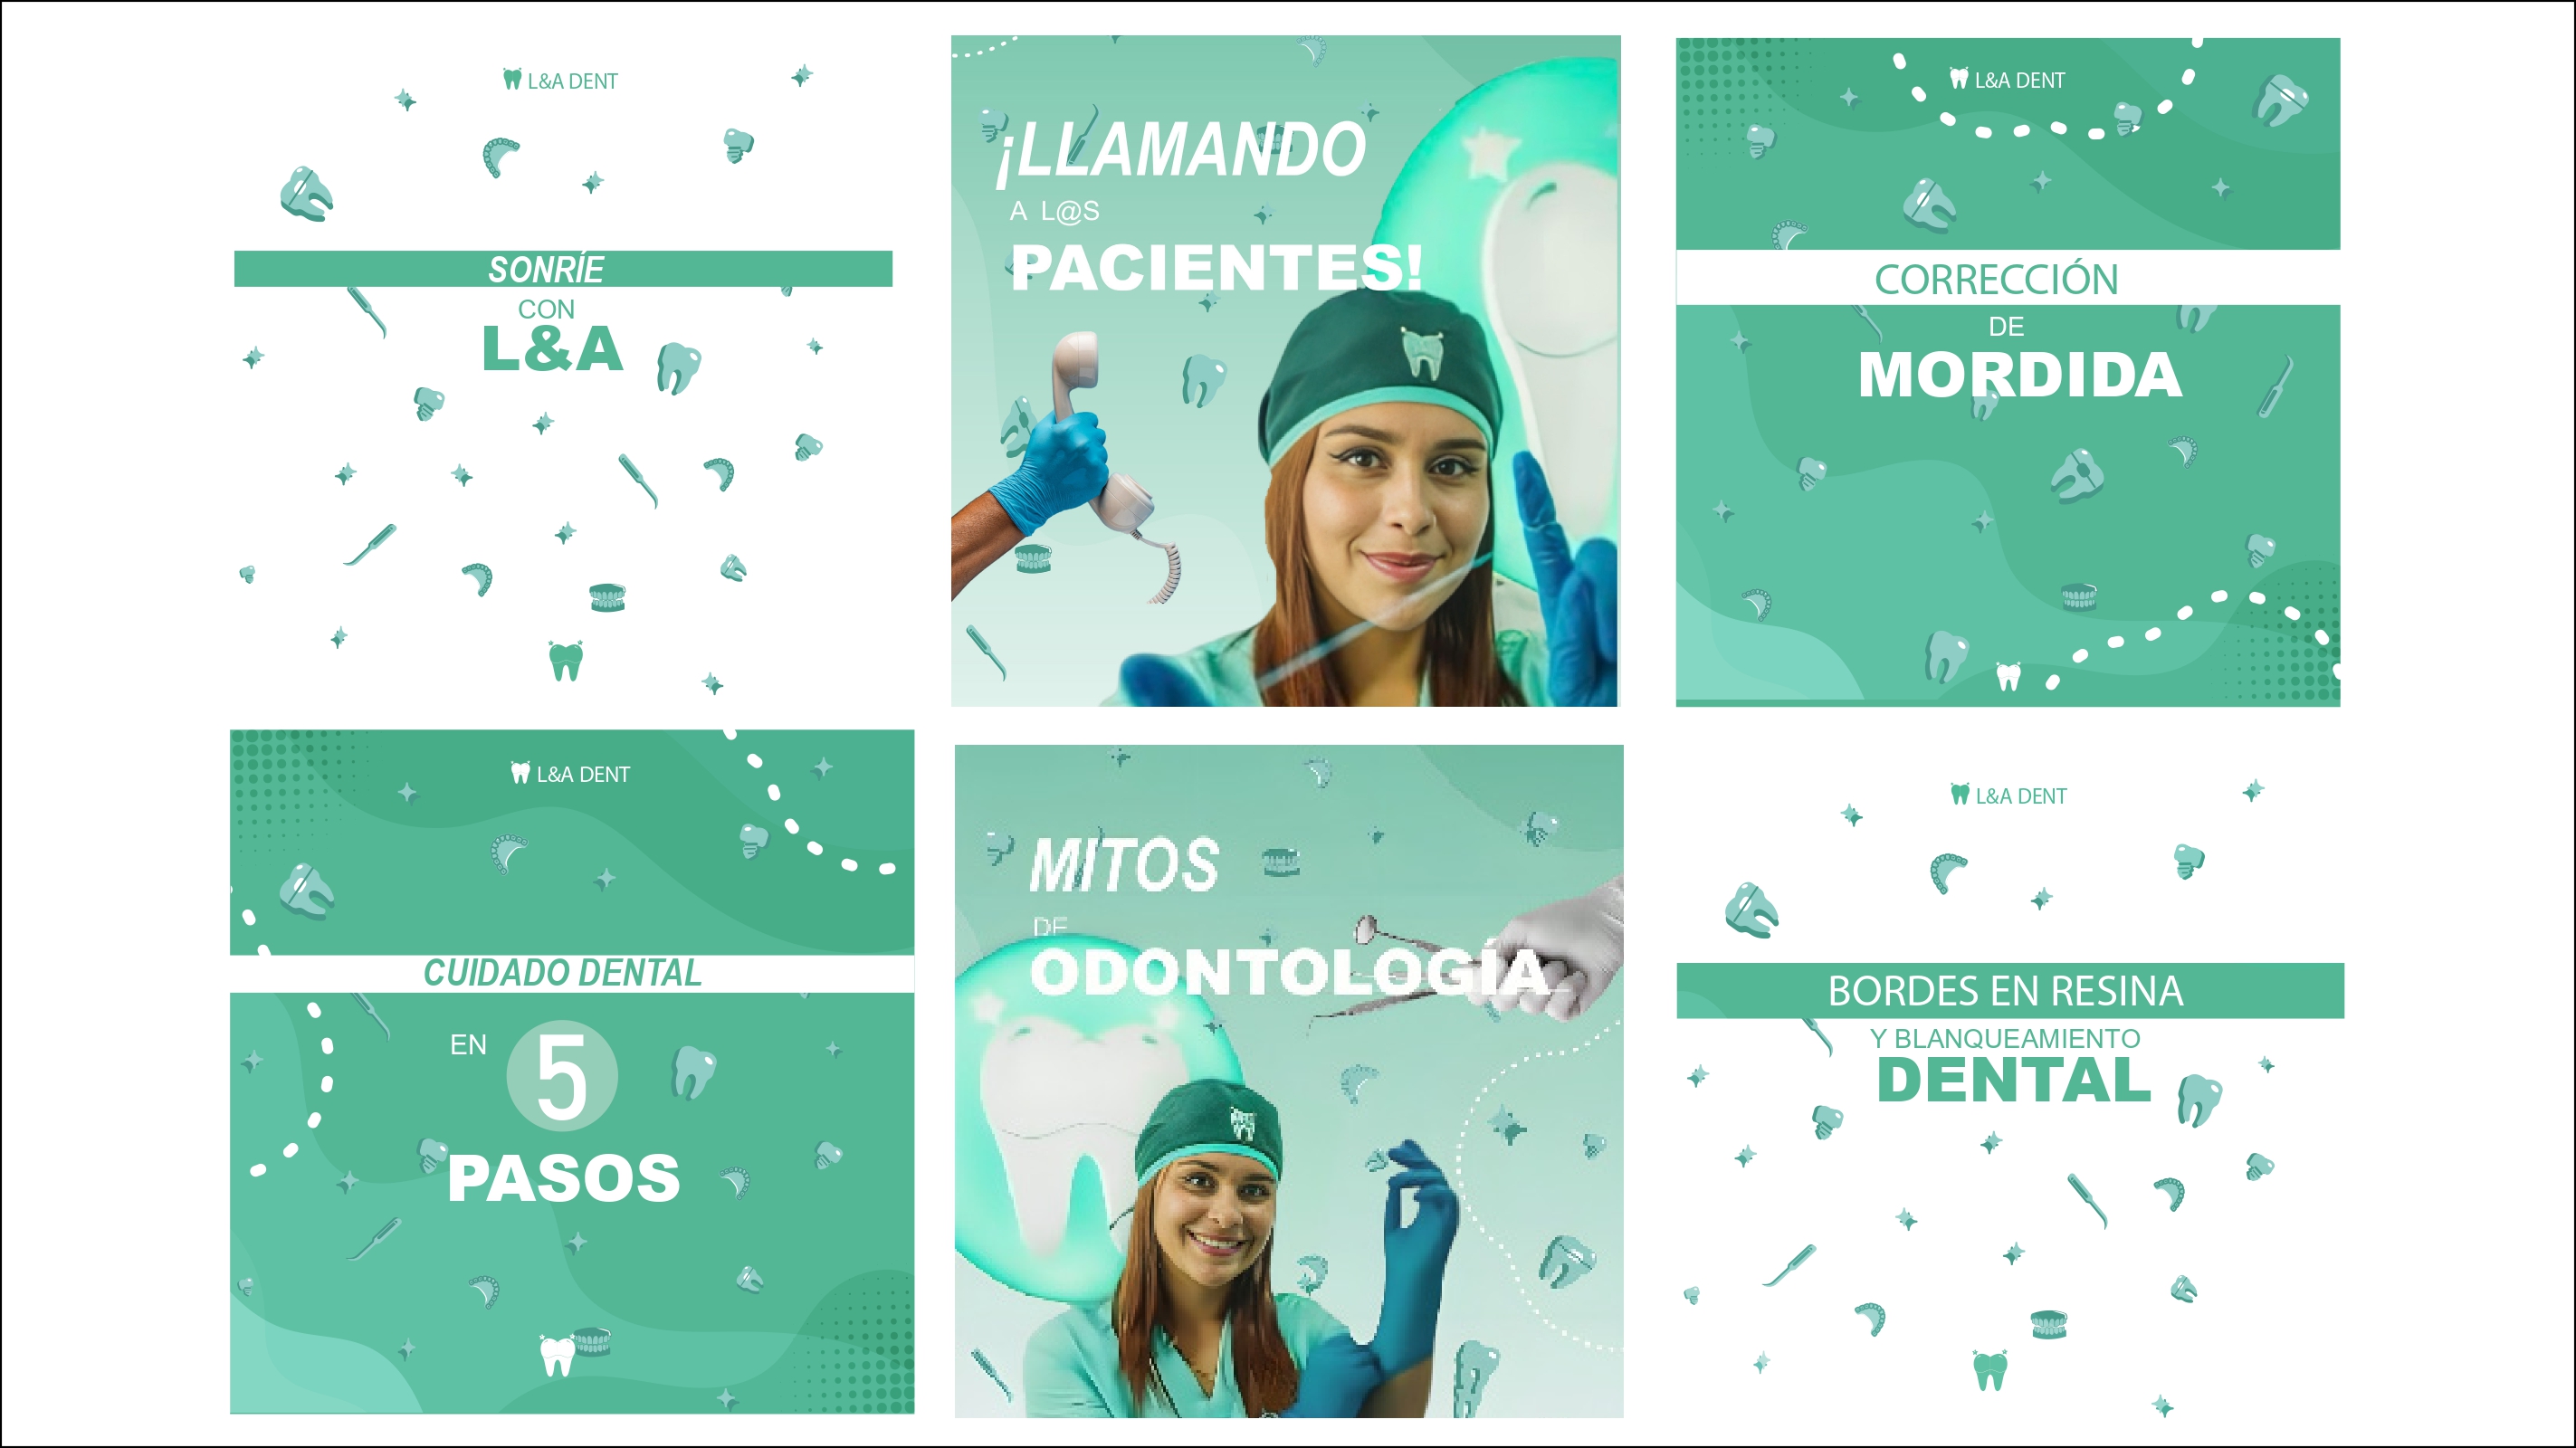 L&A DENT
SONRÍE
CON
L&A
¡LLAMANDO
A L@S
PACIENTES!
L&A DENT
CORRECCIÓN
DE
MORDIDA
L&A DENT
CUIDADO DENTAL
EN 5
PASOS
MITOS
DE
ODONTOLOGÍA
L&A DENT
BORDES EN RESINA
Y BLANQUEAMIENTO
DENTAL